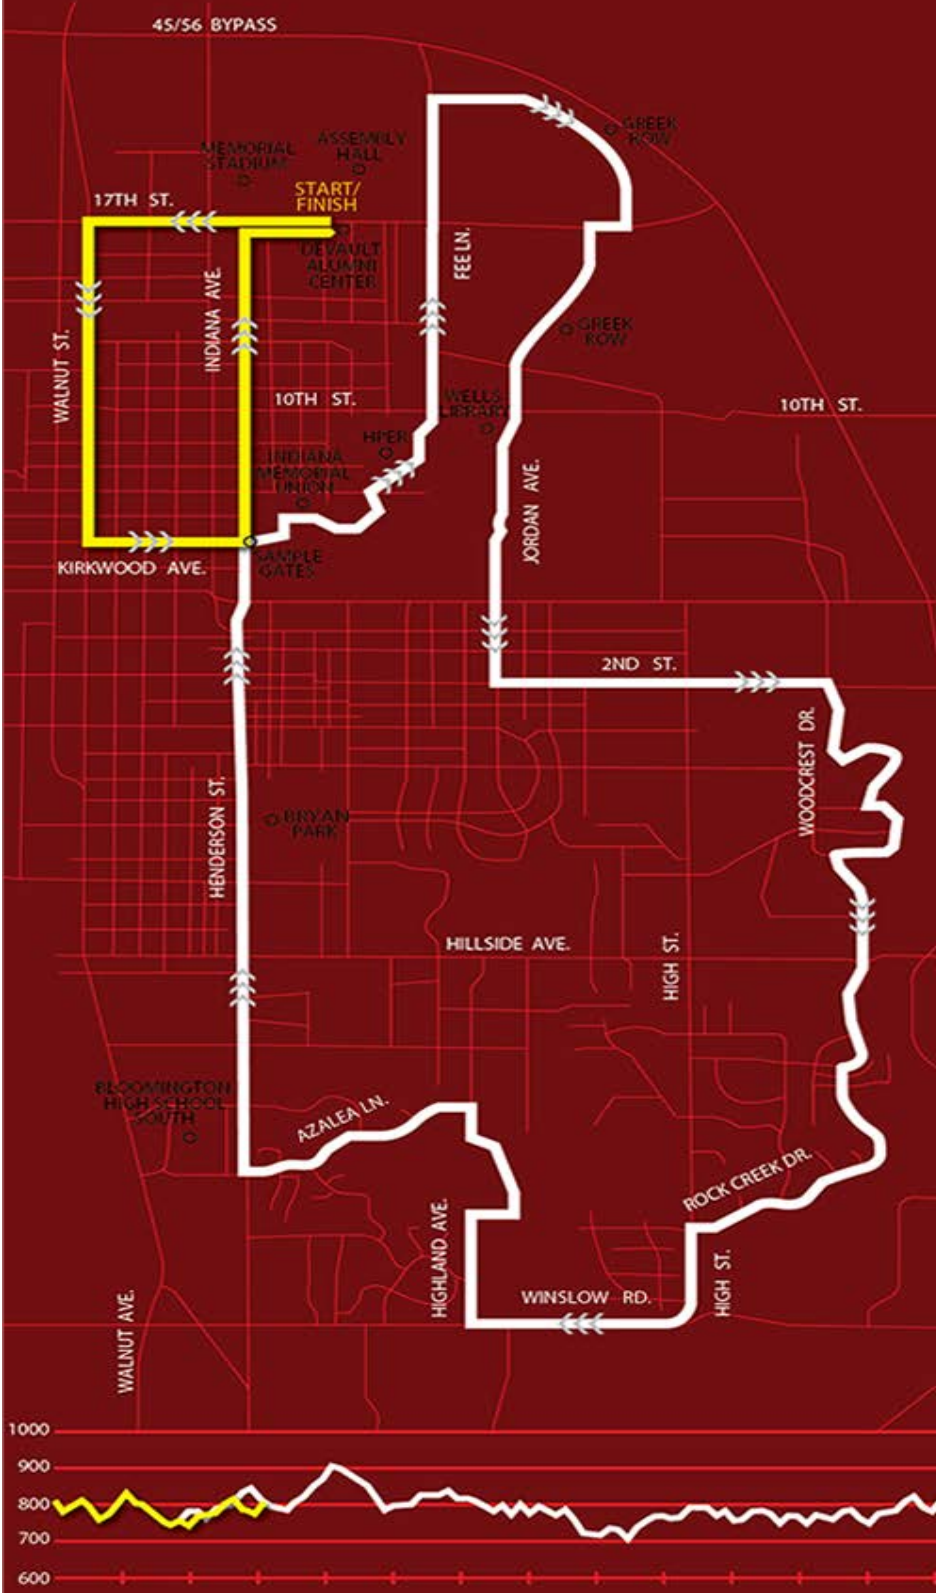 45/56 BYPASS
GREEK
ROW
MEMORIAL
STADIUM
ASSEMBLY
HALL
START/
FINISH
17TH ST.
DEVAULT
ALUMNI
CENTER
FEE LN.
INDIANA AVE.
WALNUT ST.
GREEK
ROW
10TH ST.
WELLS
LIBRARY
10TH ST.
HPER
INDIANA
MEMORIAL
UNION
JORDAN AVE.
SAMPLE
GATES
KIRKWOOD AVE.
2ND ST.
WOODCREST DR.
HENDERSON ST.
BRYAN
PARK
HILLSIDE AVE.
HIGH ST.
BLOOMINGTON
HIGH SCHOOL
SOUTH
AZALEA LN.
ROCK CREEK DR.
HIGHLAND AVE.
HIGH ST.
WINSLOW RD.
WALNUT AVE.
1000
900
800
700
600